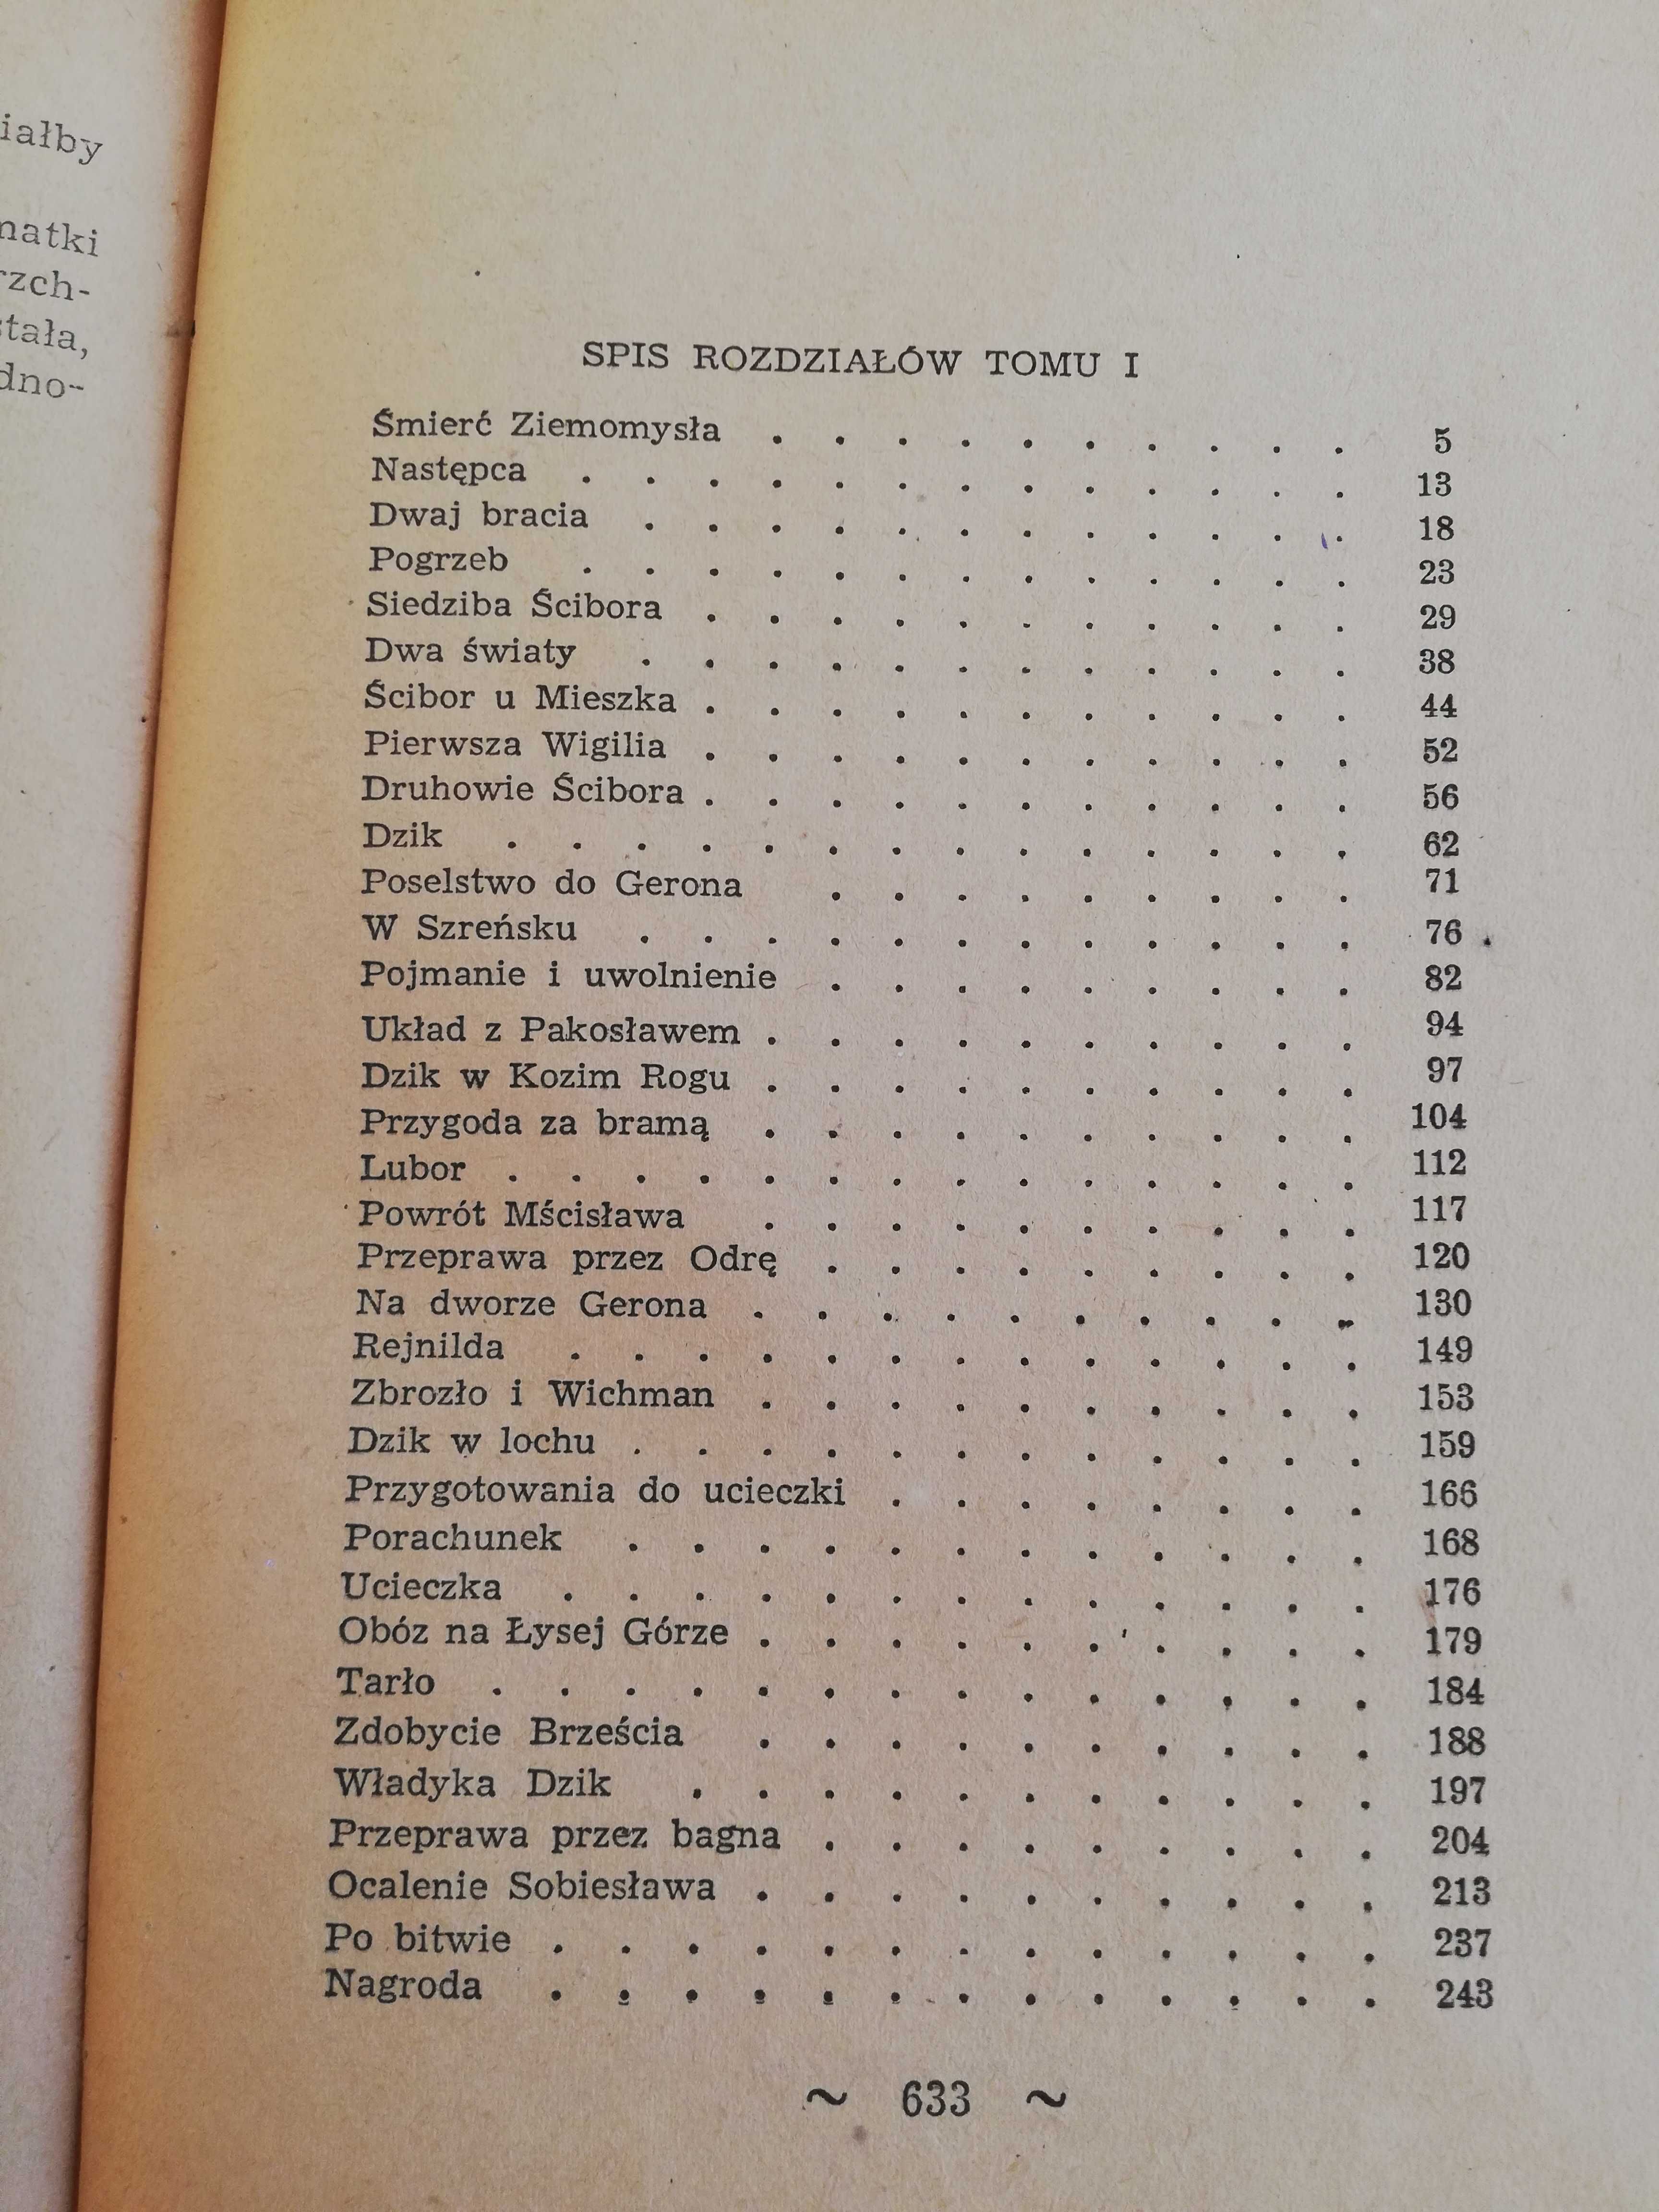 iałby
natki
rzch-
stała,
dno-
SPIS ROZDZIAŁÓW TOMU I
Śmierć Ziemomysła . . . . . . . . . . 5
Następca . . . . . . . . . . . . . 13
Dwaj bracia . . . . . . . . . . . . 18
Pogrzeb . . . . . . . . . . . . . 23
Siedziba Ścibora . . . . . . . . . . . 29
Dwa światy . . . . . . . . . . . . 38
Ścibor u Mieszka . . . . . . . . . . . 44
Pierwsza Wigilia . . . . . . . . . . . 52
Druhowie Ścibora . . . . . . . . . . . 56
Dzik . . . . . . . . . . . . . . 62
Poselstwo do Gerona . . . . . . . . . 71
W Szreńsku . . . . . . . . . . . . 76
Pojmanie i uwolnienie . . . . . . . . . 82
Układ z Pakosławem . . . . . . . . . . 94
Dzik w Kozim Rogu . . . . . . . . . . 97
Przygoda za bramą . . . . . . . . . . 104
Lubor . . . . . . . . . . . . . . 112
Powrót Mścisława . . . . . . . . . . 117
Przeprawa przez Odrę . . . . . . . . . 120
Na dworze Gerona . . . . . . . . . . 130
Rejnilda . . . . . . . . . . . . . 149
Zbrozło i Wichman . . . . . . . . . . 153
Dzik w lochu . . . . . . . . . . . . 159
Przygotowania do ucieczki . . . . . . . . 166
Porachunek . . . . . . . . . . . . 168
Ucieczka . . . . . . . . . . . . . 176
Obóz na Łysej Górze . . . . . . . . . . 179
Tarło . . . . . . . . . . . . . . 184
Zdobycie Brześcia . . . . . . . . . . 188
Władyka Dzik . . . . . . . . . . . 197
Przeprawa przez bagna . . . . . . . . . 204
Ocalenie Sobiesława . . . . . . . . . . 213
Po bitwie . . . . . . . . . . . . . 237
Nagroda . . . . . . . . . . . . . 243
~ 633 ~